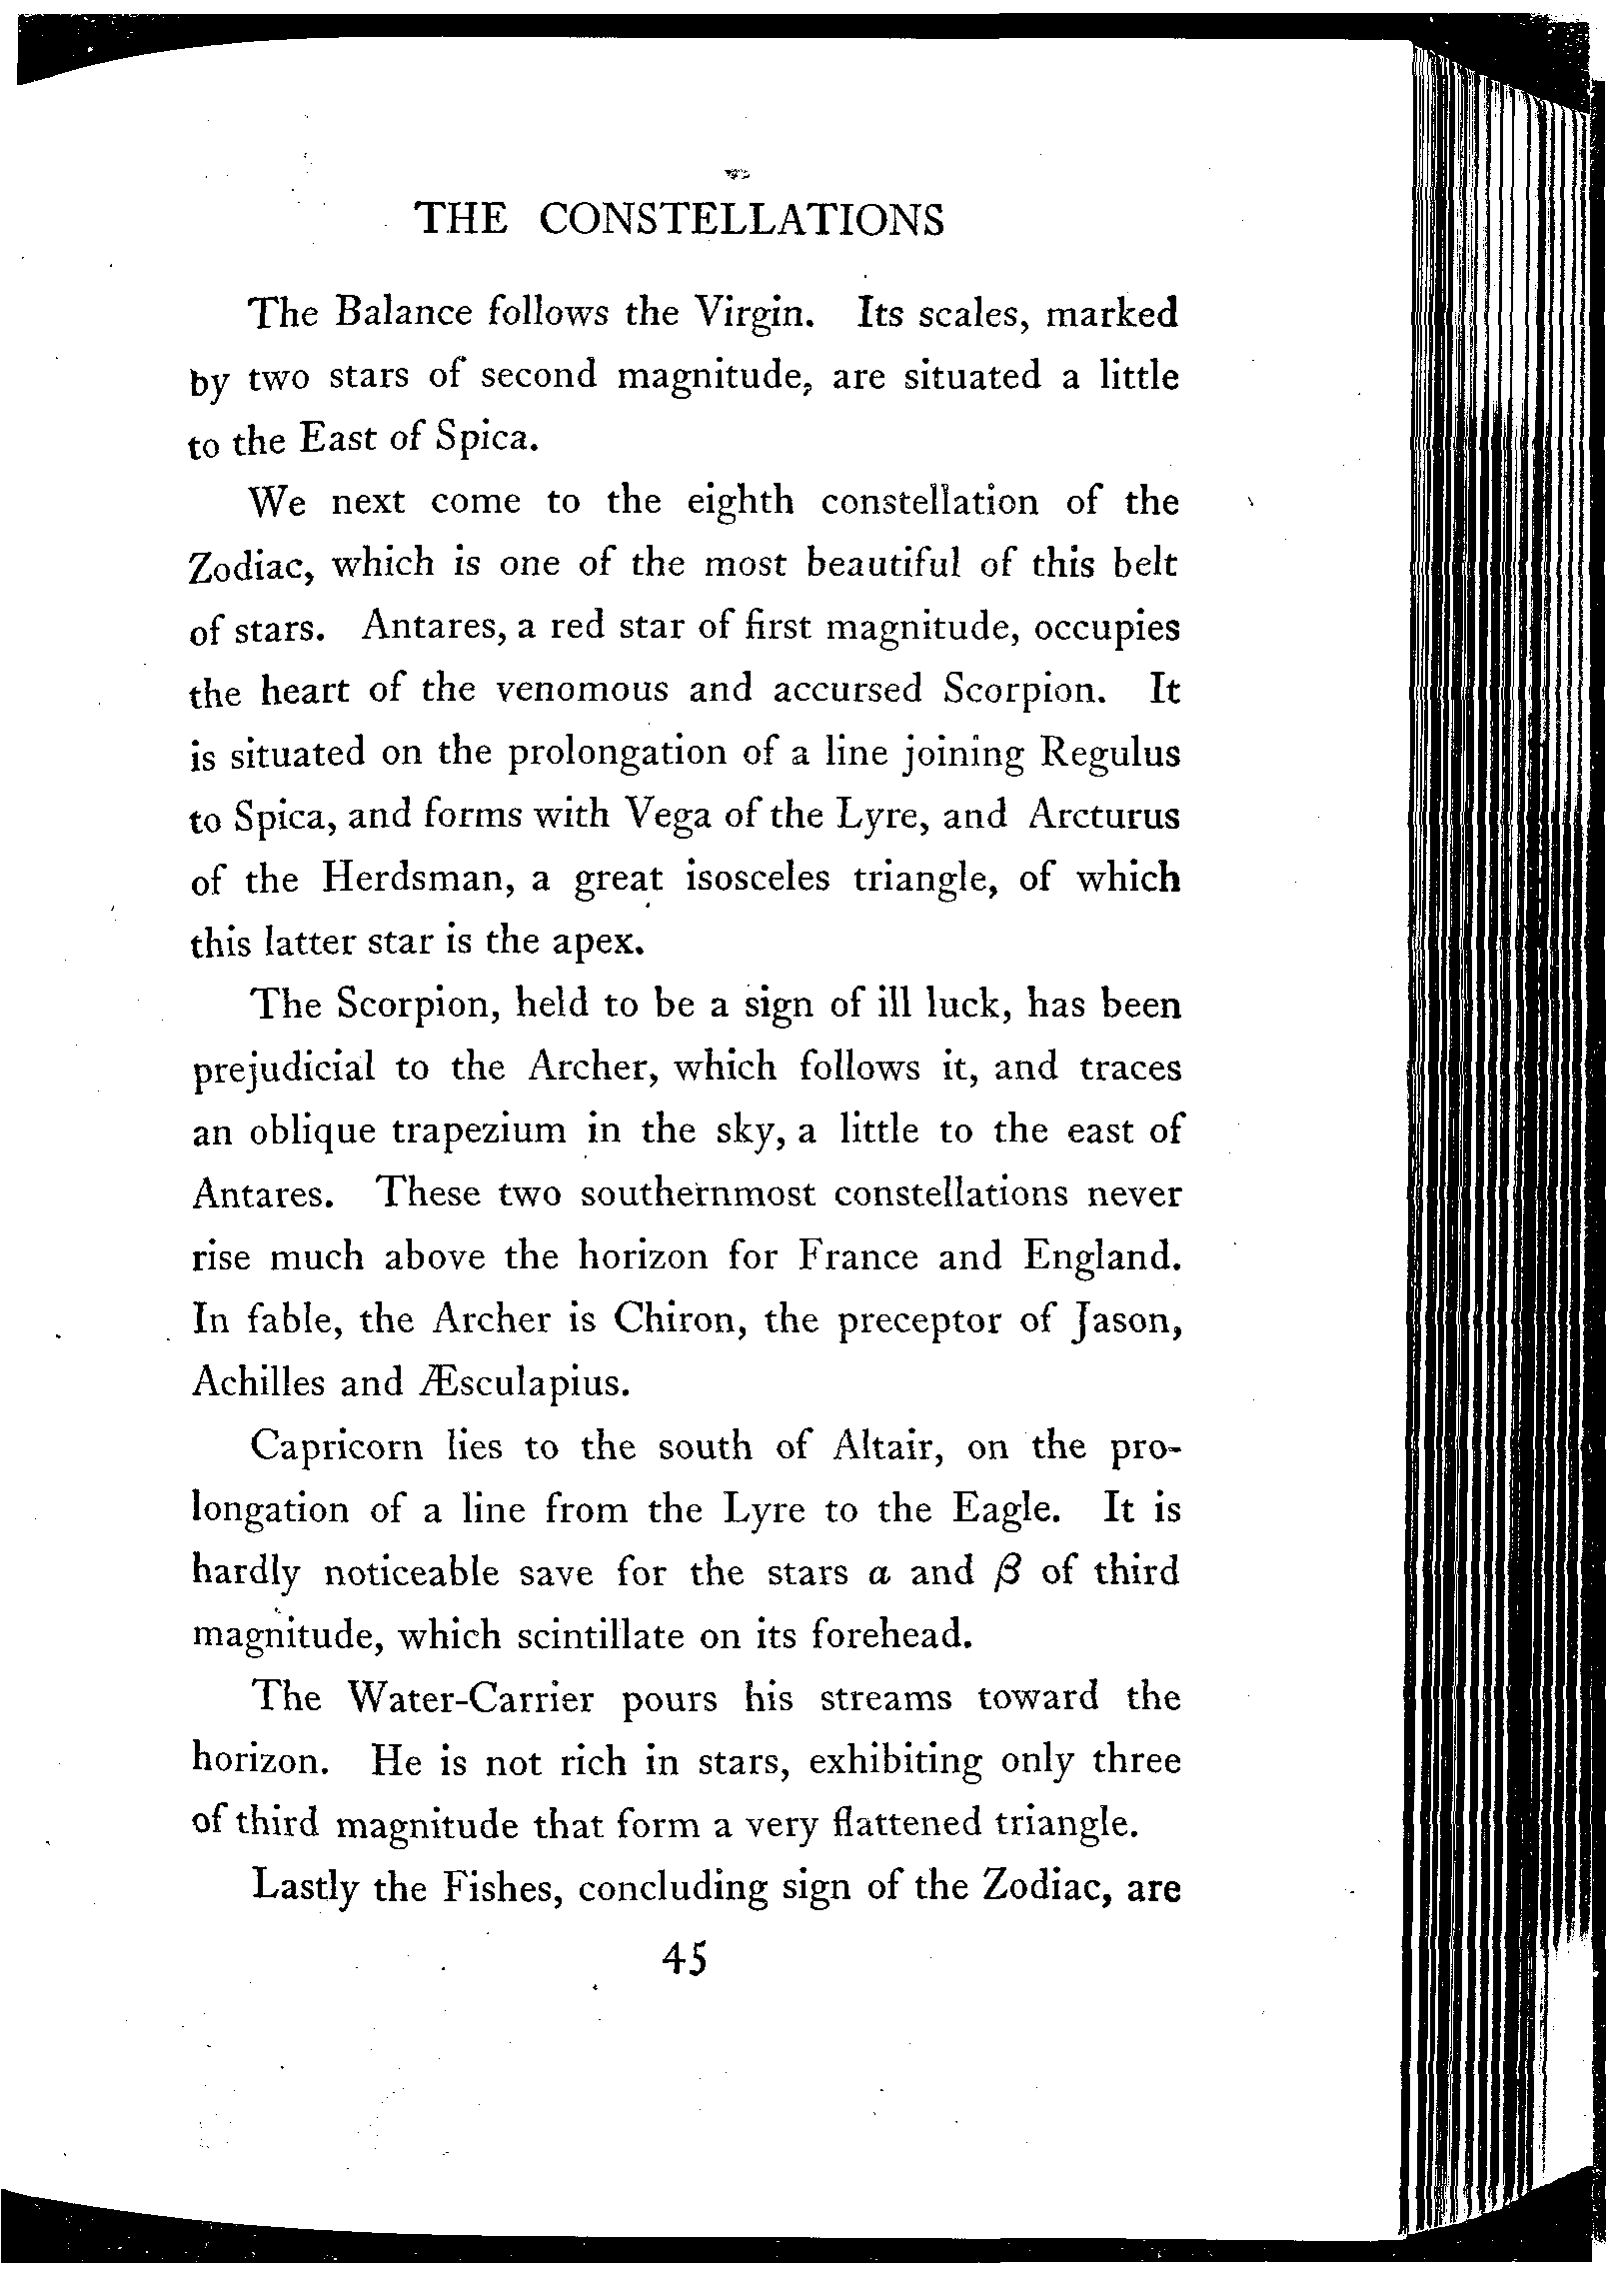 THE CONSTELLATIONS
The Balance follows the Virgin. Its scales, marked
by two stars of second magnitude, are situated a little
to the East of Spica.
We next come to the eighth constellation of the
Zodiac, which is one of the most beautiful of this belt
of stars. Antares, a red star of first magnitude, occupies
the heart of the venomous and accursed Scorpion. It
is situated on the prolongation of a line joining Regulus
to Spica, and forms with Vega of the Lyre, and Arcturus
of the Herdsman, a great isosceles triangle, of which
this latter star is the apex.
The Scorpion, held to be a sign of ill luck, has been
prejudicial to the Archer, which follows it, and traces
an oblique trapezium in the sky, a little to the east of
Antares. These two southernmost constellations never
rise much above the horizon for France and England.
In fable, the Archer is Chiron, the preceptor of Jason,
Achilles and Æsculapius.
Capricorn lies to the south of Altair, on the pro-
longation of a line from the Lyre to the Eagle. It is
hardly noticeable save for the stars α and β of third
magnitude, which scintillate on its forehead.
The Water-Carrier pours his streams toward the
horizon. He is not rich in stars, exhibiting only three
of third magnitude that form a very flattened triangle.
Lastly the Fishes, concluding sign of the Zodiac, are
45